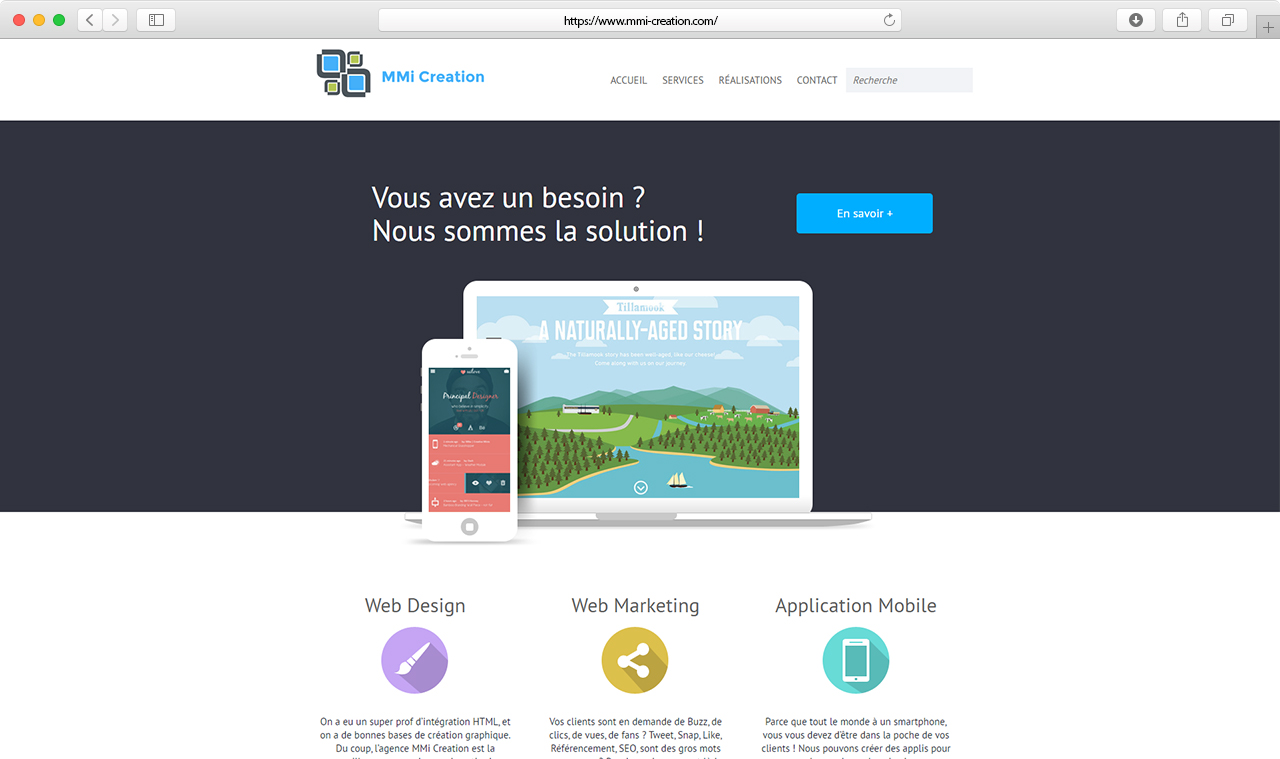 https://www.mmi-creation.com/
MMi Creation
ACCUEIL SERVICES RÉALISATIONS CONTACT Recherche
Vous avez un besoin ?
Nous sommes la solution !
En savoir +
Tillamook
A NATURALLY-AGED STORY
The Tillamook story has been well-aged, like our cheese.
Come along with us on our journey.
Principal Designer
Web Design
Web Marketing
Application Mobile
On a eu un super prof d'intégration HTML, et
on a de bonnes bases de création graphique.
Du coup, l'agence MMi Creation est la
Vos clients sont en demande de Buzz, de
clics, de vues, de fans ? Tweet, Snap, Like,
Référencement, SEO, sont des gros mots
Parce que tout le monde à un smartphone,
vous vous devez d'être dans la poche de vos
clients ! Nous pouvons créer des applis pour